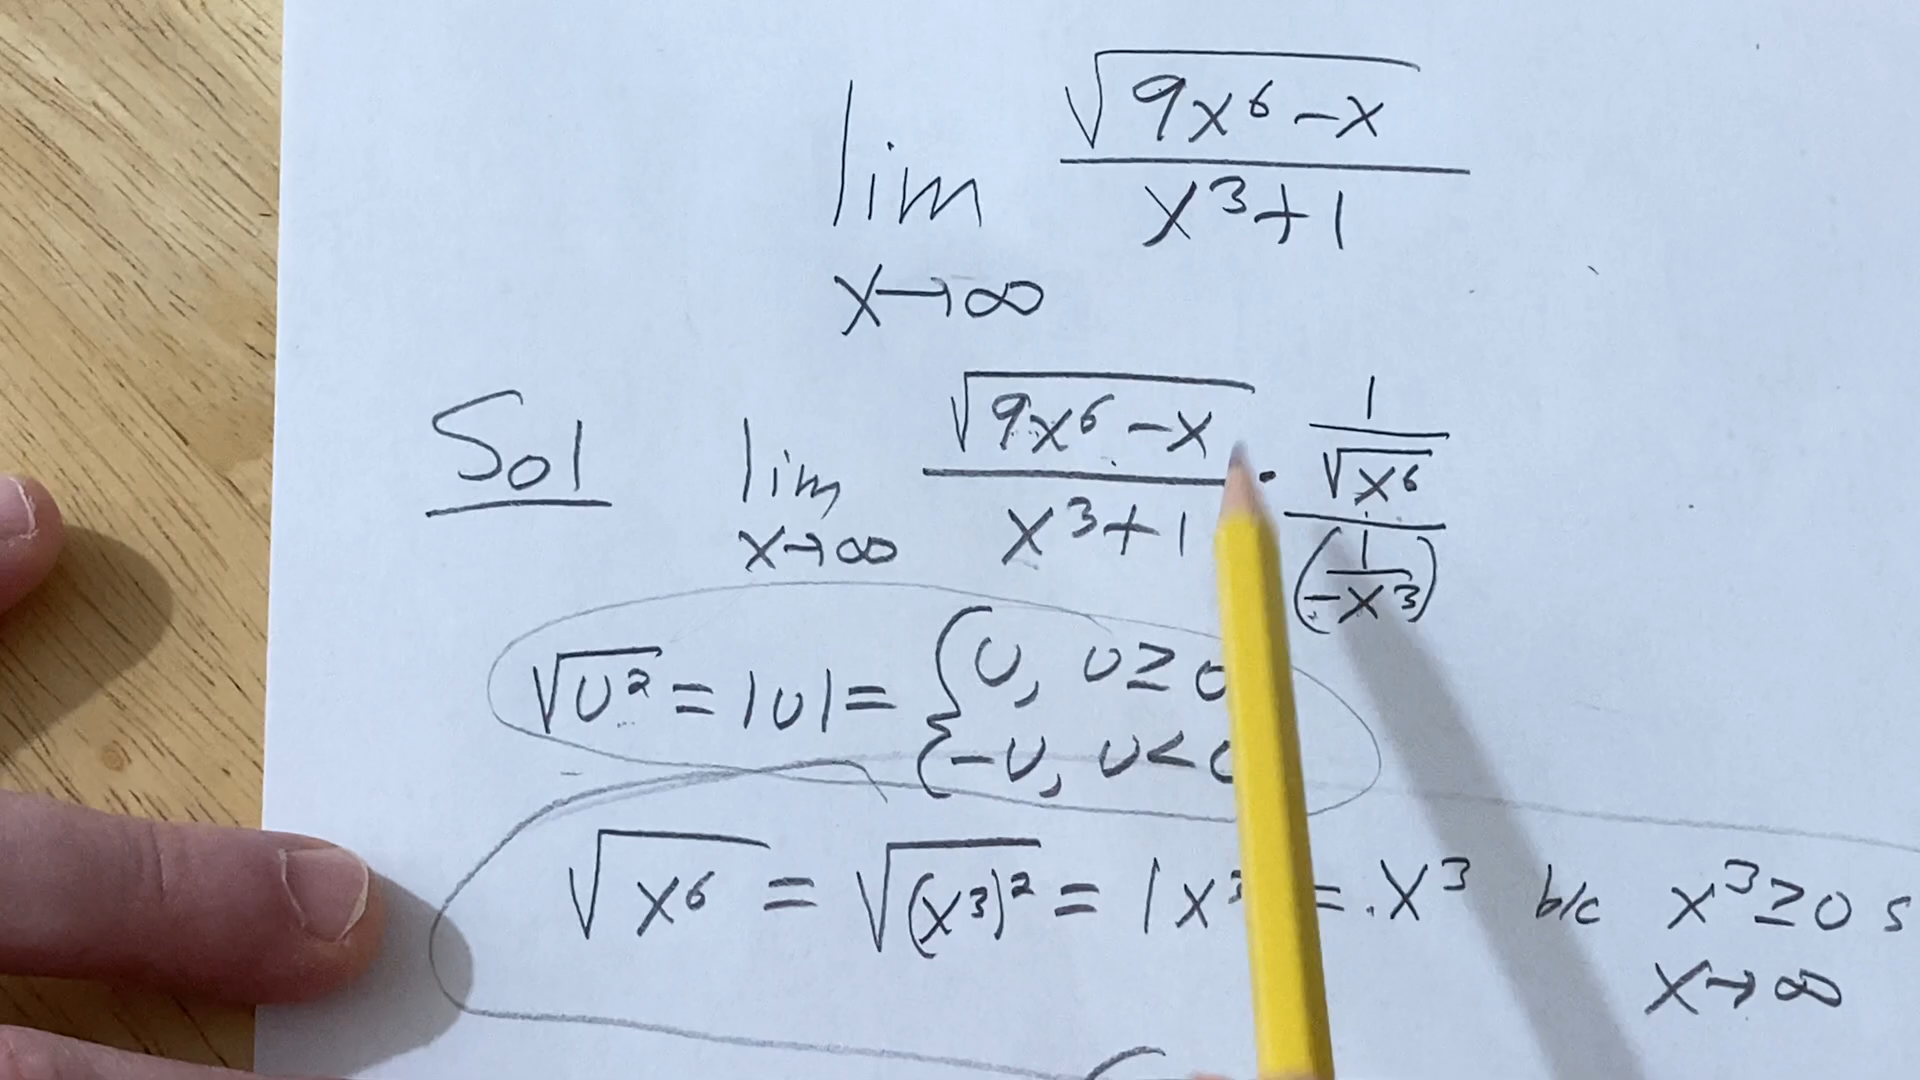 lim x→∞ √(9x⁶ - x) / (x³ + 1)
Sol lim x→∞ √(9x⁶ - x) / (x³ + 1) · (1/√x⁶) / (1/x³)
√U² = |U| = { U, U ≥ 0
{ -U, U <
√x⁶ = √(x³)² = |x³ = x³ b/c x³ ≥ 0 s
x→∞